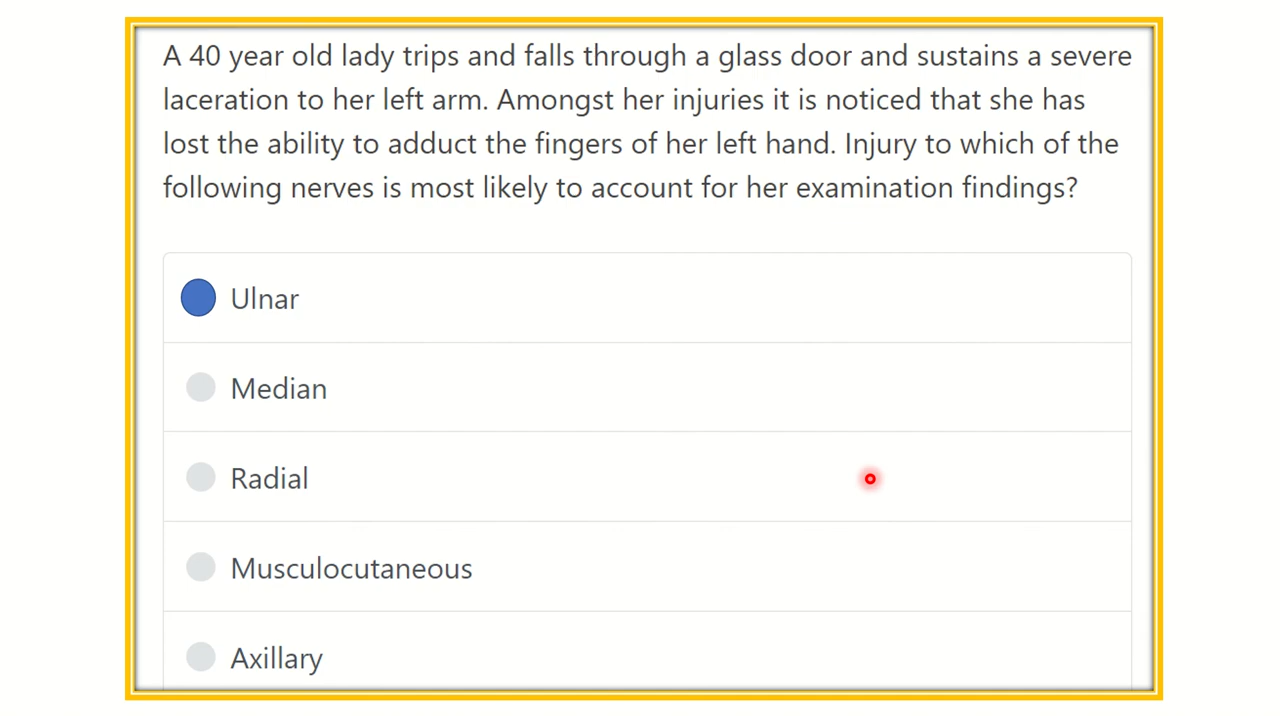 A 40 year old lady trips and falls through a glass door and sustains a severe
laceration to her left arm. Amongst her injuries it is noticed that she has
lost the ability to adduct the fingers of her left hand. Injury to which of the
following nerves is most likely to account for her examination findings?
Ulnar
Median
Radial
Musculocutaneous
Axillary